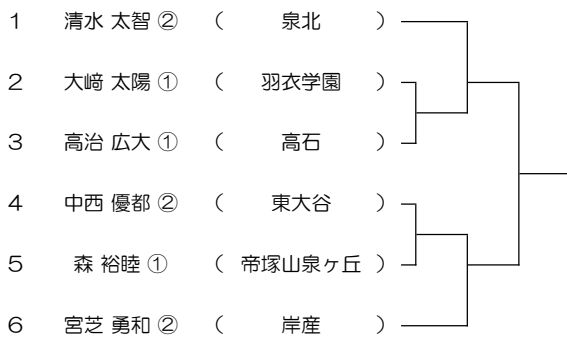 1 清水 太智 ② ( 泉北 )
2 大﨑 太陽 ① ( 羽衣学園 )
3 高治 広大 ① ( 高石 )
4 中西 優都 ② ( 東大谷 )
5 森 裕睦 ① ( 帝塚山泉ヶ丘 )
6 宮芝 勇和 ② ( 岸産 )